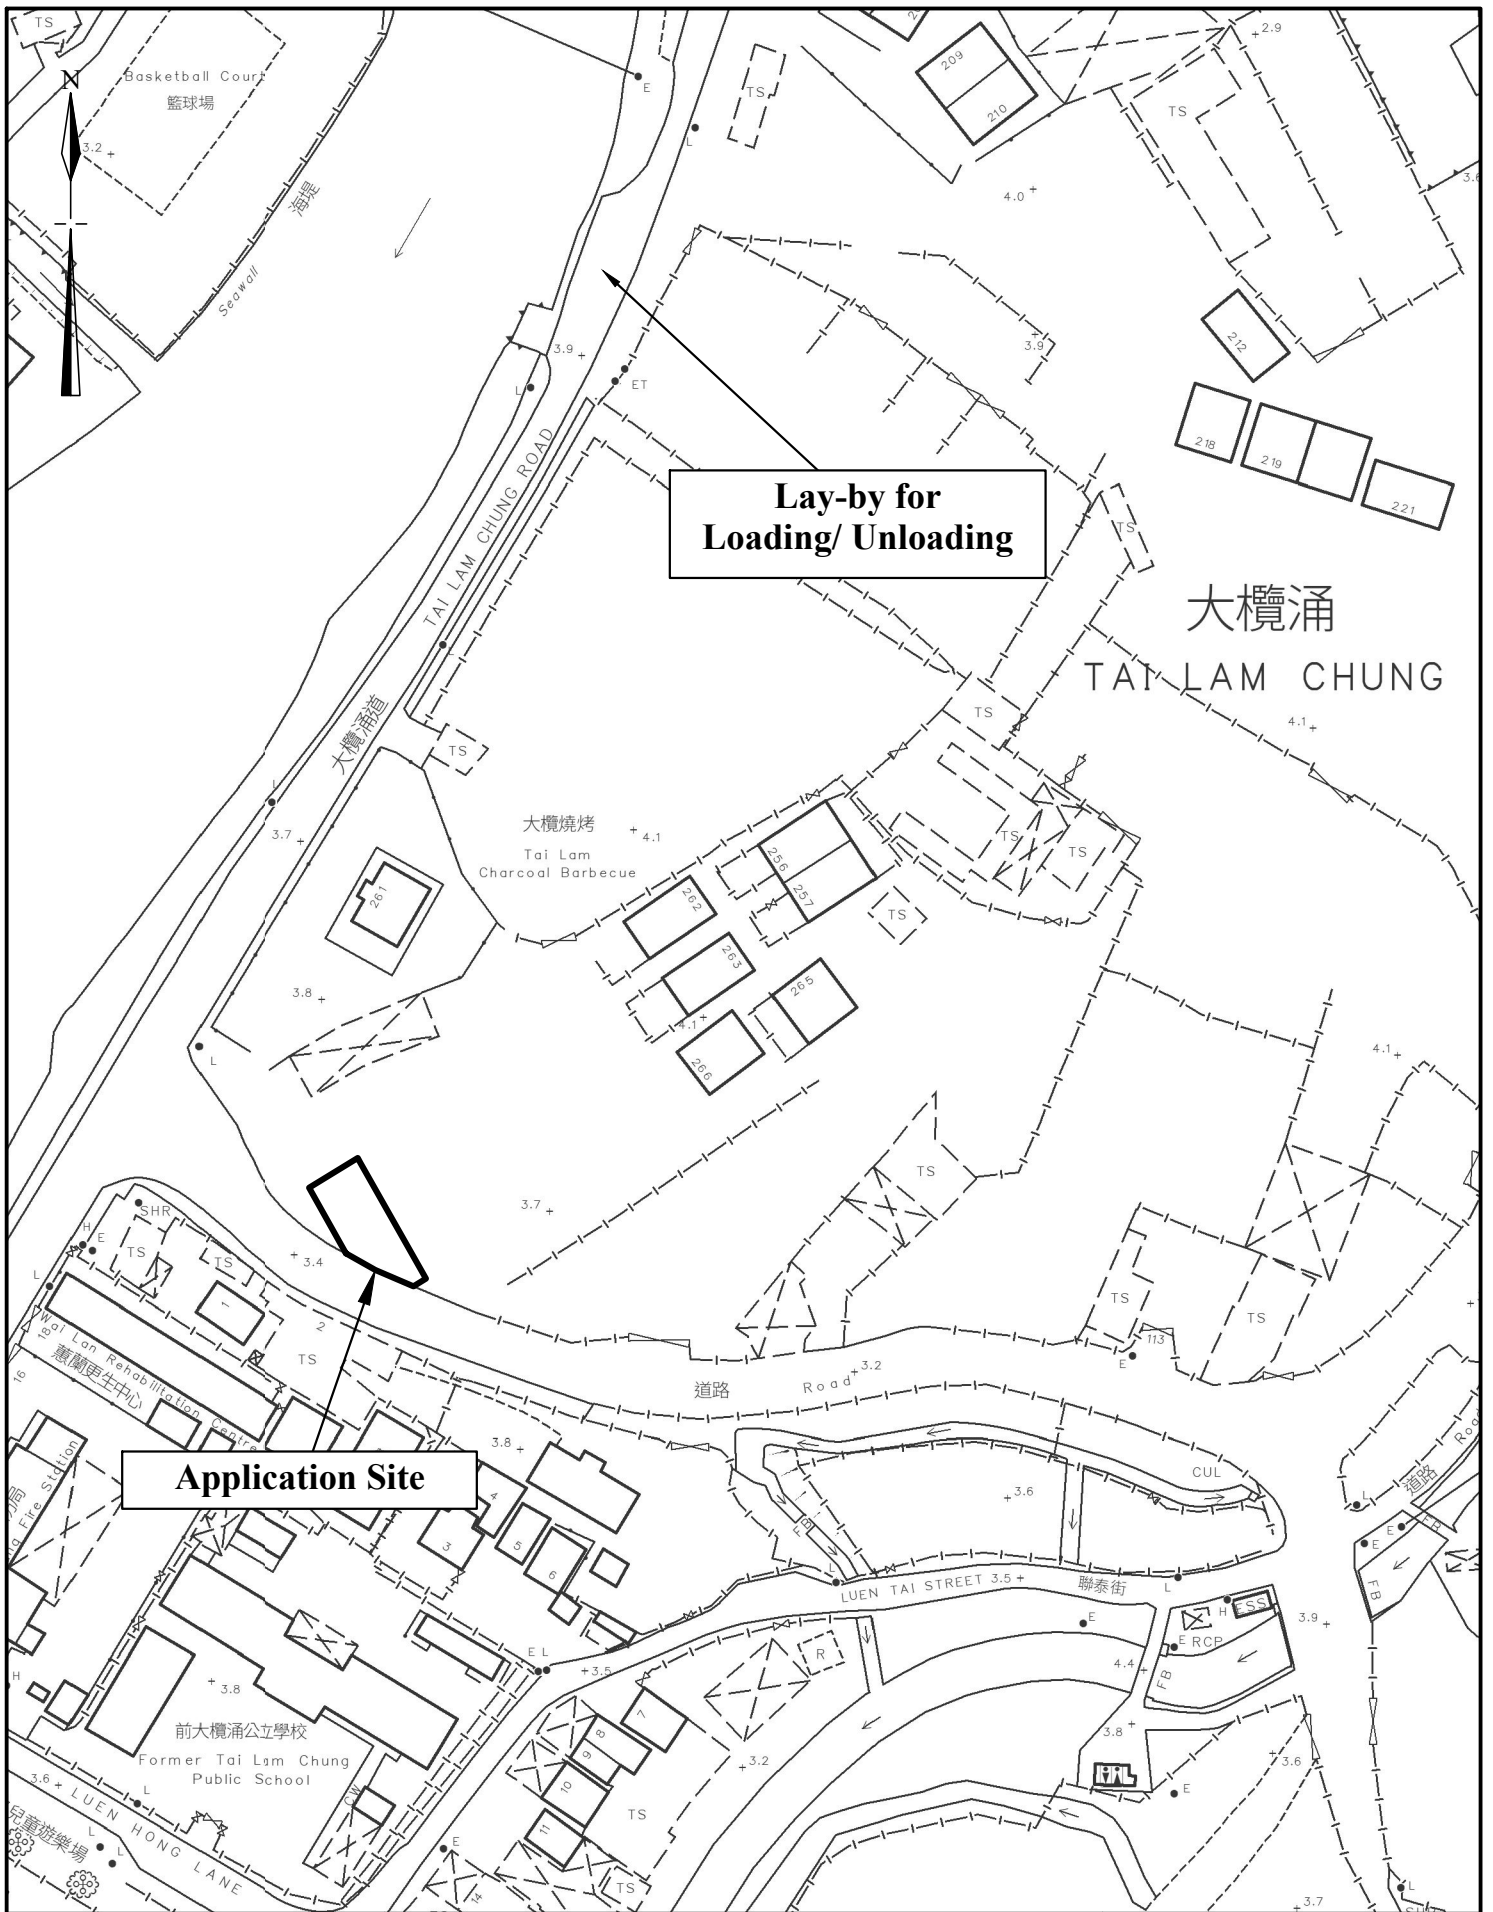 TS
Basketball Court
籃球場
N
3.2
海堤
Seawall
E
L
TS
209
210
2.9
TS
4.0
3.9
3.9
L
ET
212
218
219
221
TAI LAM CHUNG ROAD
大欖涌道
Lay-by for
Loading/ Unloading
TS
大欖涌
TAI LAM CHUNG
L
TS
TS
4.1
L
3.7
大欖燒烤
Tai Lam
Charcoal Barbecue
4.1
TS
TS
256
257
261
262
263
TS
265
266
3.8
4.1
4.1
L
TS
3.7
SHR
H
E
TS
TS
3.4
L
1
2
TS
TS
TS
113
E
18
16
Wai Lan Rehabilitation Centre
蕙蘭更生中心
道路
Road
3.2
3.8
CUL
道路
Road
Application Site
4
3
5
6
3.6
FB
L
LUEN TAI STREET
3.5
聯泰街
L
L
E
E
FB
FB
H
ESS
E
RCP
3.9
E
4.4
FB
H
3.8
E L
3.5
R
前大欖涌公立學校
Former Tai Lam Chung
Public School
7
8
9
10
11
3.2
TS
3.8
3.6
E
3.6
L
LUEN HONG LANE
CW
兒童遊樂場
L
L
E
14
TS
3.7
L